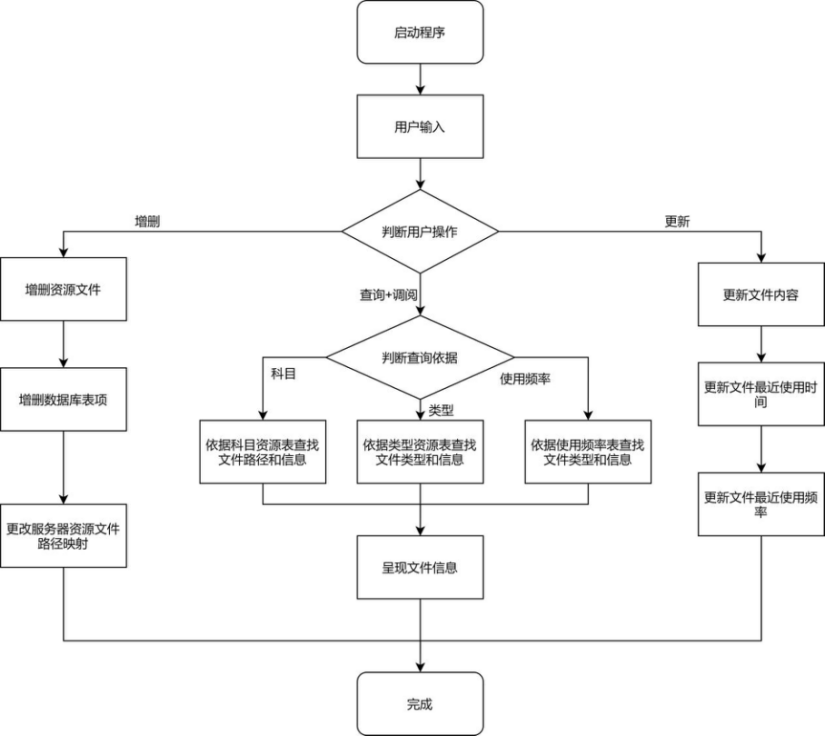 启动程序
用户输入
增删
判断用户操作
更新
增删资源文件
查询+调阅
更新文件内容
科目
判断查询依据
使用频率
增删数据库表项
类型
更新文件最近使用时
间
依据科目资源表查找
文件路径和信息
依据类型资源表查找
文件类型和信息
依据使用频率表查找
文件类型和信息
更改服务器资源文件
路径映射
更新文件最近使用频
率
呈现文件信息
完成